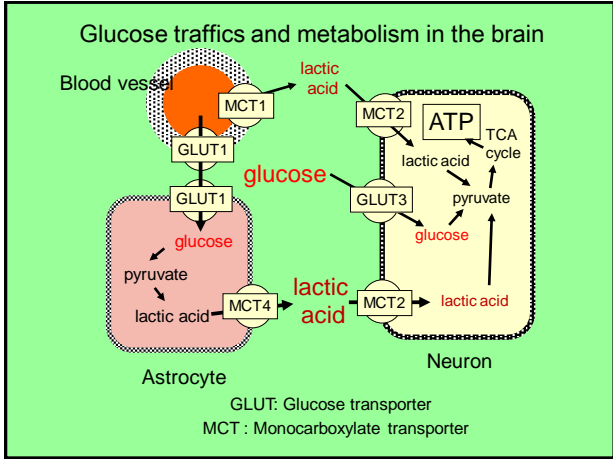 Glucose traffics and metabolism in the brain
Blood vessel
lactic
acid
MCT1
MCT2
ATP
TCA
cycle
GLUT1
lactic acid
glucose
GLUT1
GLUT3
pyruvate
glucose
glucose
pyruvate
lactic acid
MCT4
lactic
acid
MCT2
lactic acid
Astrocyte
Neuron
GLUT: Glucose transporter
MCT : Monocarboxylate transporter